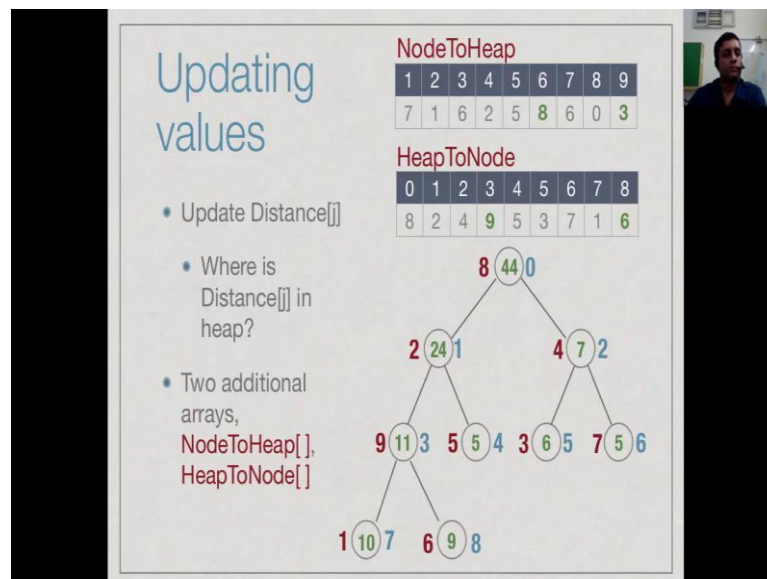 Updating
values
• Update Distance[j]
• Where is
Distance[j] in
heap?
• Two additional
arrays,
NodeToHeap[ ],
HeapToNode[ ]
NodeToHeap
1 2 3 4 5 6 7 8 9
7 1 6 2 5 8 6 0 3
HeapToNode
0 1 2 3 4 5 6 7 8
8 2 4 9 5 3 7 1 6
8 44 0
2 24 1 4 7 2
9 11 3 5 5 4 3 6 5 7 5 6
1 10 7 6 9 8